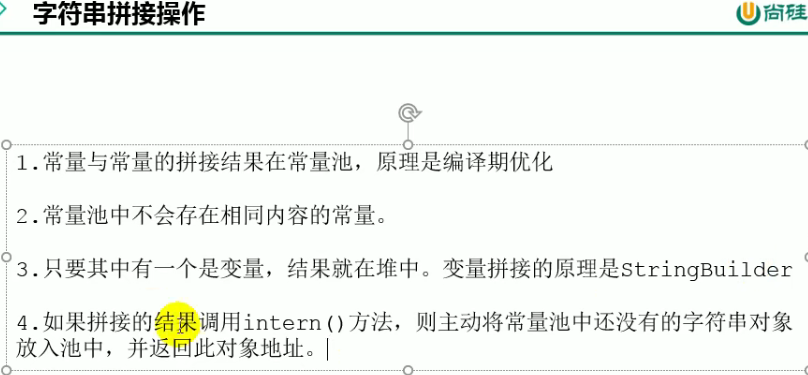 字符串拼接操作
尚硅
1.常量与常量的拼接结果在常量池，原理是编译期优化
2.常量池中不会存在相同内容的常量。
3.只要其中有一个是变量，结果就在堆中。变量拼接的原理是StringBuilder
4.如果拼接的结果调用intern()方法，则主动将常量池中还没有的字符串对象
放入池中，并返回此对象地址。